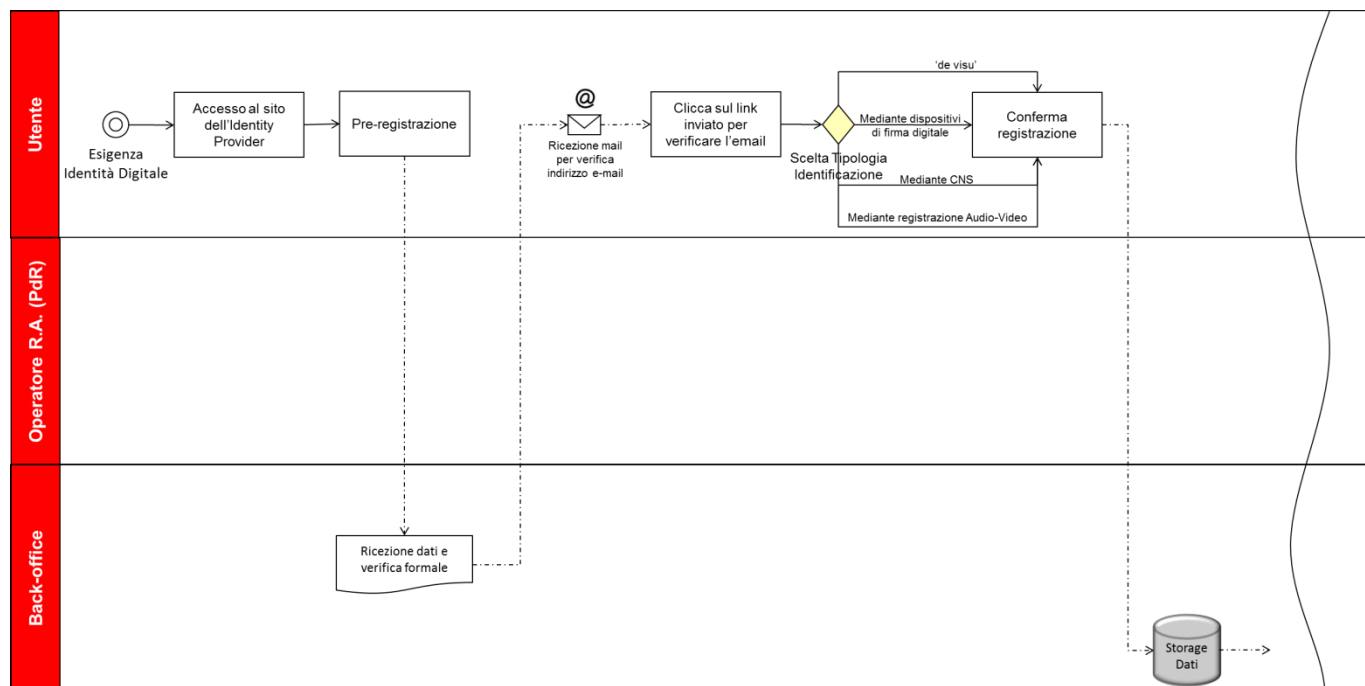 Utente
Esigenza
Identità Digitale
Accesso al sito
dell'Identity
Provider
Pre-registrazione
@
Ricezione mail
per verifica
indirizzo e-mail
Clicca sul link
inviato per
verificare l'email
Scelta Tipologia
Identificazione
'de visu'
Mediante dispositivi
di firma digitale
Mediante CNS
Mediante registrazione Audio-Video
Conferma
registrazione
Operatore R.A. (PdR)
Back-office
Ricezione dati e
verifica formale
Storage
Dati